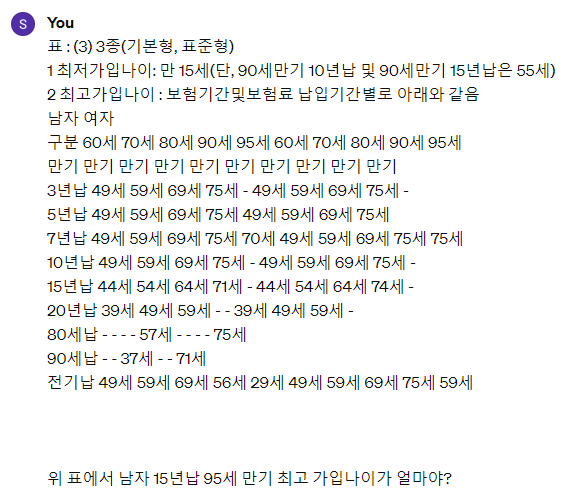 S You
표 : (3) 3종(기본형, 표준형)
1 최저가입나이: 만 15세(단, 90세만기 10년납 및 90세만기 15년납은 55세)
2 최고가입나이 : 보험기간및보험료 납입기간별로 아래와 같음
남자 여자
구분 60세 70세 80세 90세 95세 60세 70세 80세 90세 95세
만기 만기 만기 만기 만기 만기 만기 만기 만기 만기
3년납 49세 59세 69세 75세 - 49세 59세 69세 75세 -
5년납 49세 59세 69세 75세 49세 59세 69세 75세
7년납 49세 59세 69세 75세 70세 49세 59세 69세 75세 75세
10년납 49세 59세 69세 75세 - 49세 59세 69세 75세 -
15년납 44세 54세 64세 71세 - 44세 54세 64세 74세 -
20년납 39세 49세 59세 - - 39세 49세 59세 -
80세납 - - - - 57세 - - - - 75세
90세납 - - 37세 - - 71세
전기납 49세 59세 69세 56세 29세 49세 59세 69세 75세 59세
위 표에서 남자 15년납 95세 만기 최고 가입나이가 얼마야?